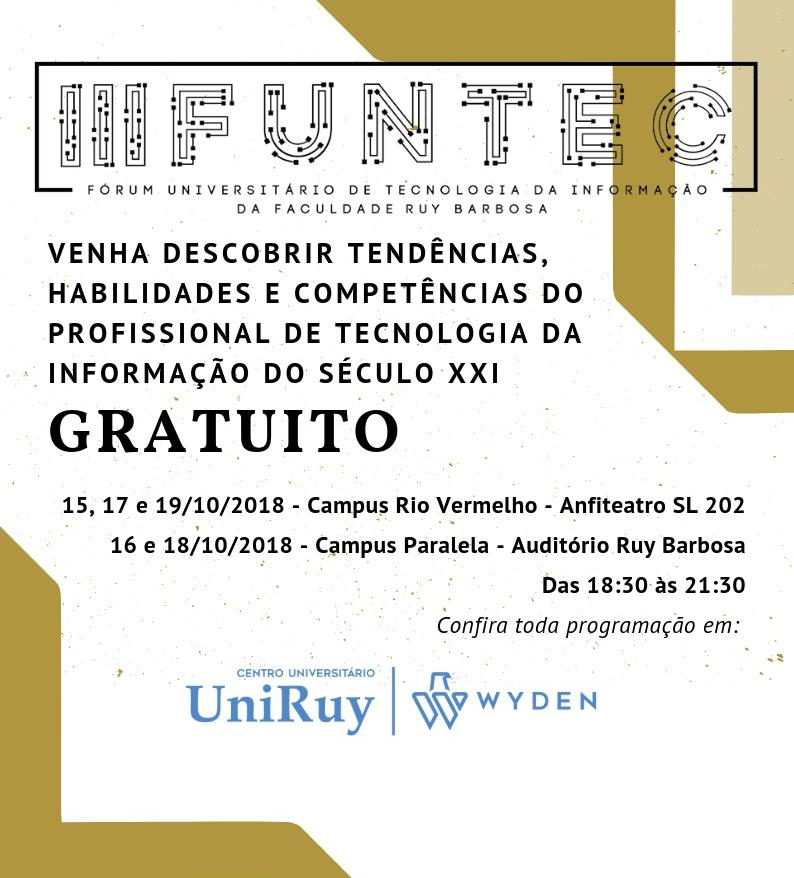 III FUNTEC
FÓRUM UNIVERSITÁRIO DE TECNOLOGIA DA INFORMAÇÃO
DA FACULDADE RUY BARBOSA
VENHA DESCOBRIR TENDÊNCIAS,
HABILIDADES E COMPETÊNCIAS DO
PROFISSIONAL DE TECNOLOGIA DA
INFORMAÇÃO DO SÉCULO XXI
GRATUITO
15, 17 e 19/10/2018 - Campus Rio Vermelho - Anfiteatro SL 202
16 e 18/10/2018 - Campus Paralela - Auditório Ruy Barbosa
Das 18:30 às 21:30
Confira toda programação em:
CENTRO UNIVERSITÁRIO
UniRuy WYDEN